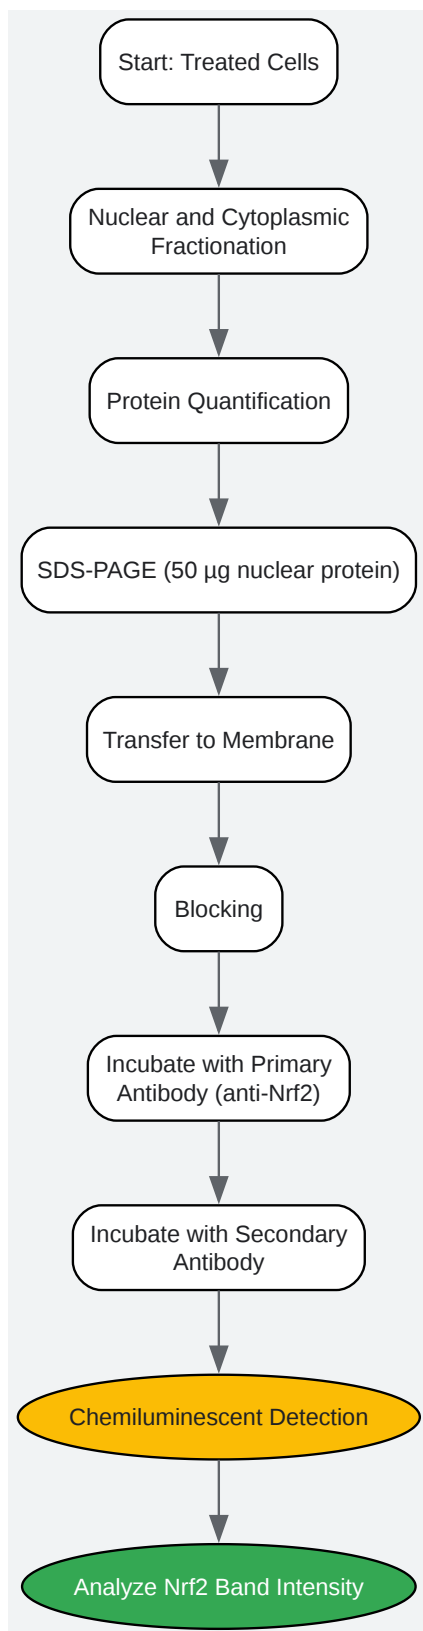 Start: Treated Cells
Nuclear and Cytoplasmic
Fractionation
Protein Quantification
SDS-PAGE (50 µg nuclear protein)
Transfer to Membrane
Blocking
Incubate with Primary
Antibody (anti-Nrf2)
Incubate with Secondary
Antibody
Chemiluminescent Detection
Analyze Nrf2 Band Intensity